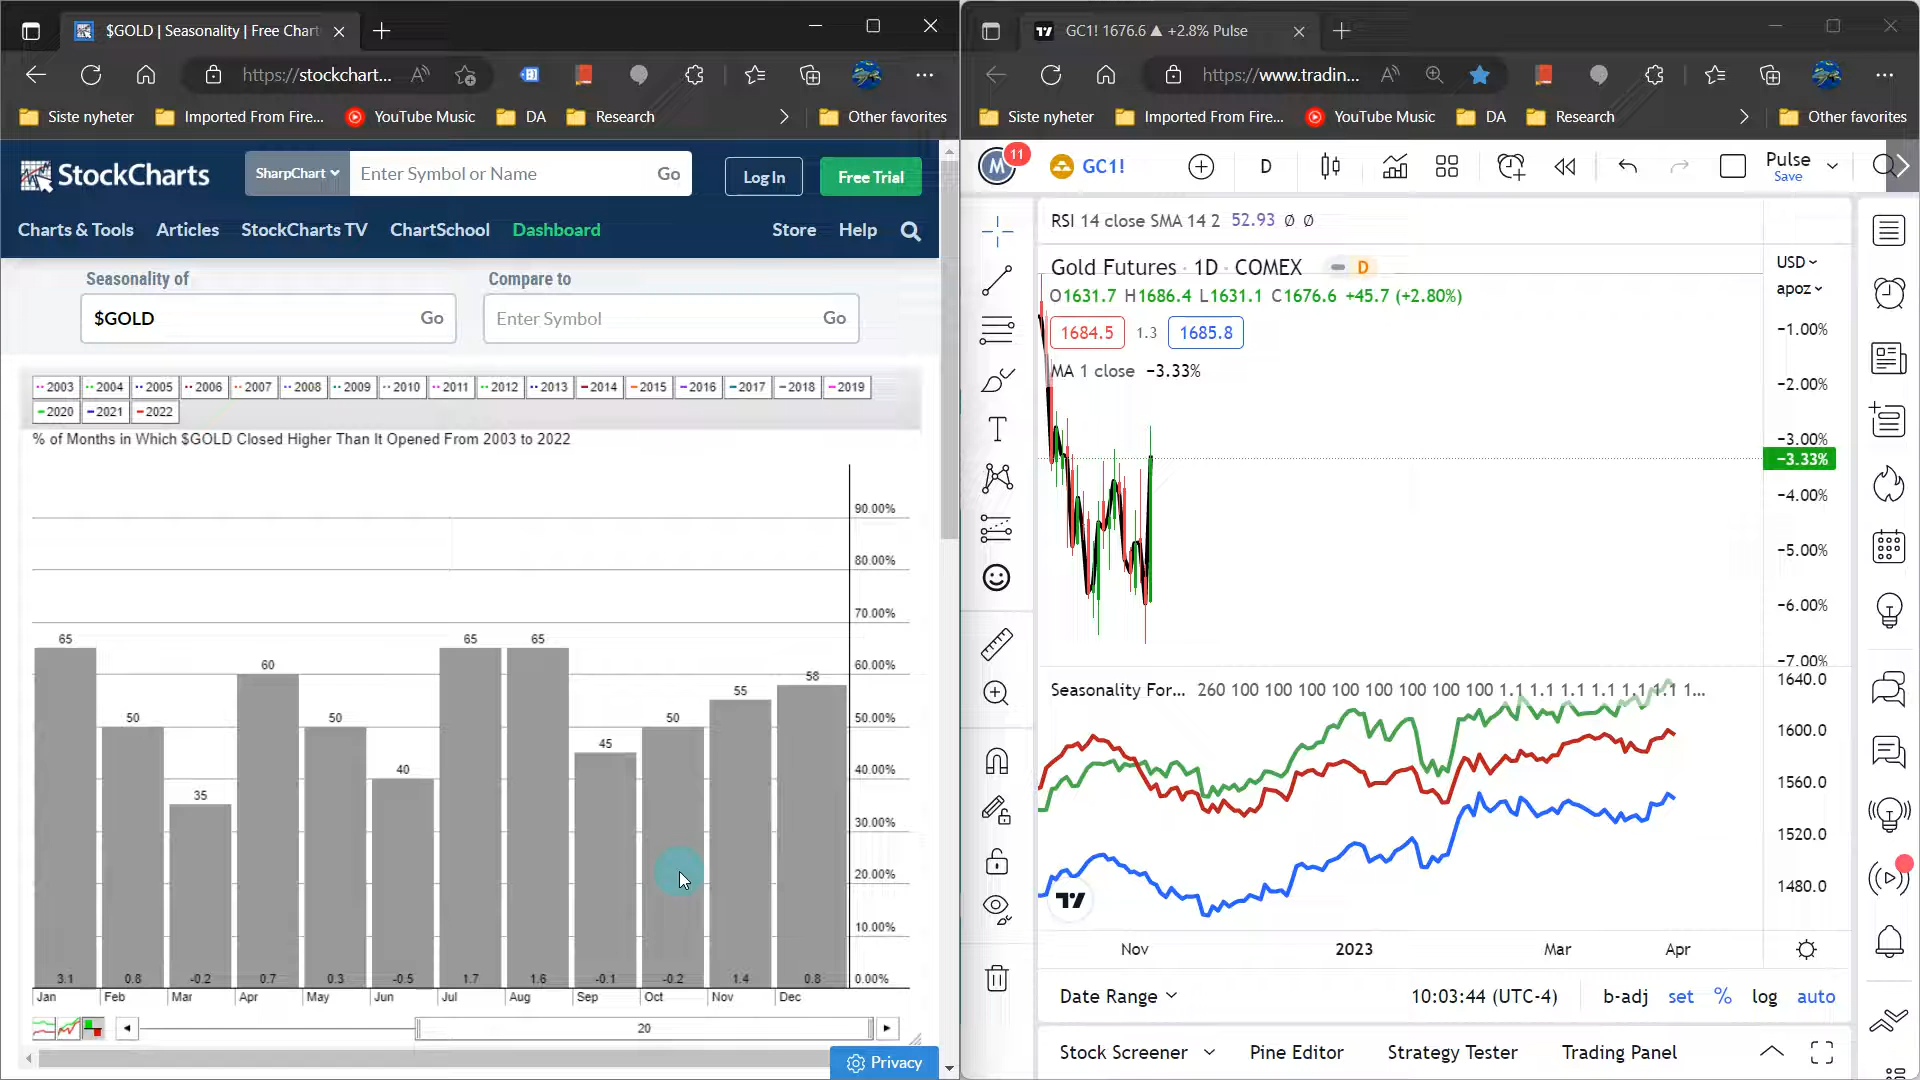 $GOLD | Seasonality | Free Chart
https://stockchart...
Siste nyheter
Imported From Fire...
YouTube Music
DA
Research
Other favorites
StockCharts
SharpChart
Enter Symbol or Name
Go
Log In
Free Trial
Charts & Tools
Articles
StockCharts TV
ChartSchool
Dashboard
Store
Help
Seasonality of
Compare to
$GOLD
Go
Enter Symbol
Go
2003 2004 2005 2006 2007 2008 2009 2010 2011 2012 2013 2014 2015 2016 2017 2018 2019
2020 2021 2022
% of Months in Which $GOLD Closed Higher Than It Opened From 2003 to 2022
90.00%
80.00%
70.00%
60.00%
50.00%
40.00%
30.00%
20.00%
10.00%
0.00%
65 50 35 60 50 40 65 65 45 50 55 58
3.1 0.6 -0.2 0.7 0.3 -0.5 1.7 1.6 -0.1 -0.2 1.4 0.8
Jan Feb Mar Apr May Jun Jul Aug Sep Oct Nov Dec
20
Privacy
GC1! 1676.6 ▲ +2.8% Pulse
https://www.tradin...
Siste nyheter
Imported From Fire...
YouTube Music
DA
Research
Other favorites
M
11
GC1!
D
Pulse
Save
RSI 14 close SMA 14 2 52.93 Ø Ø
Gold Futures · 1D · COMEX
D
O1631.7 H1686.4 L1631.1 C1676.6 +45.7 (+2.80%)
1684.5 1.3 1685.8
MA 1 close −3.33%
USD
apoz
−1.00%
−2.00%
−3.00%
−3.33%
−4.00%
−5.00%
−6.00%
−7.00%
Seasonality For... 260 100 100 100 100 100 100 100 100 100 1.1 1.1 1.1 1.1 1.1 1.1 1...
1640.0
1600.0
1560.0
1520.0
1480.0
Nov 2023 Mar Apr
Date Range
10:03:44 (UTC-4)
b-adj
set
%
log
auto
Stock Screener
Pine Editor
Strategy Tester
Trading Panel